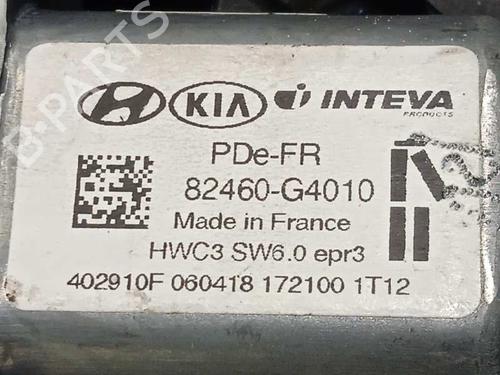 KIA INTEVA
PRODUCTS
PDe-FR
82460-G4010
Made in France
HWC3 SW6.0 epr3
402910F 060418 172100 1T12
B-PARTS